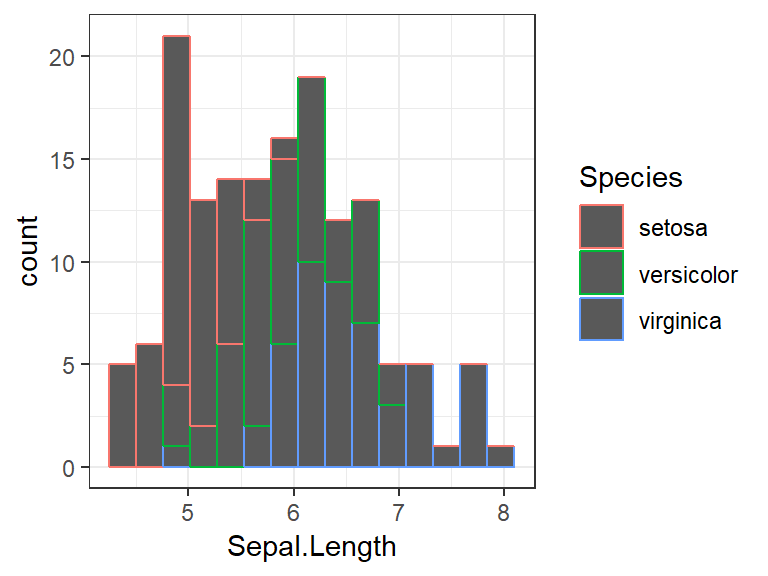 20
15
10
5
0
count
5 6 7 8
Sepal.Length
Species
setosa
versicolor
virginica